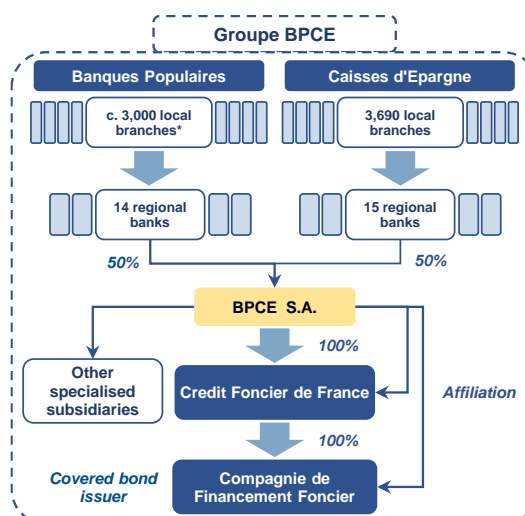 Groupe BPCE
Banques Populaires
Caisses d'Epargne
c. 3,000 local
branches*
3,690 local
branches
14 regional
banks
15 regional
banks
50%
50%
BPCE S.A.
100%
Other
specialised
subsidiaries
Credit Foncier de France
Affiliation
100%
Covered bond
issuer
Compagnie de
Financement Foncier